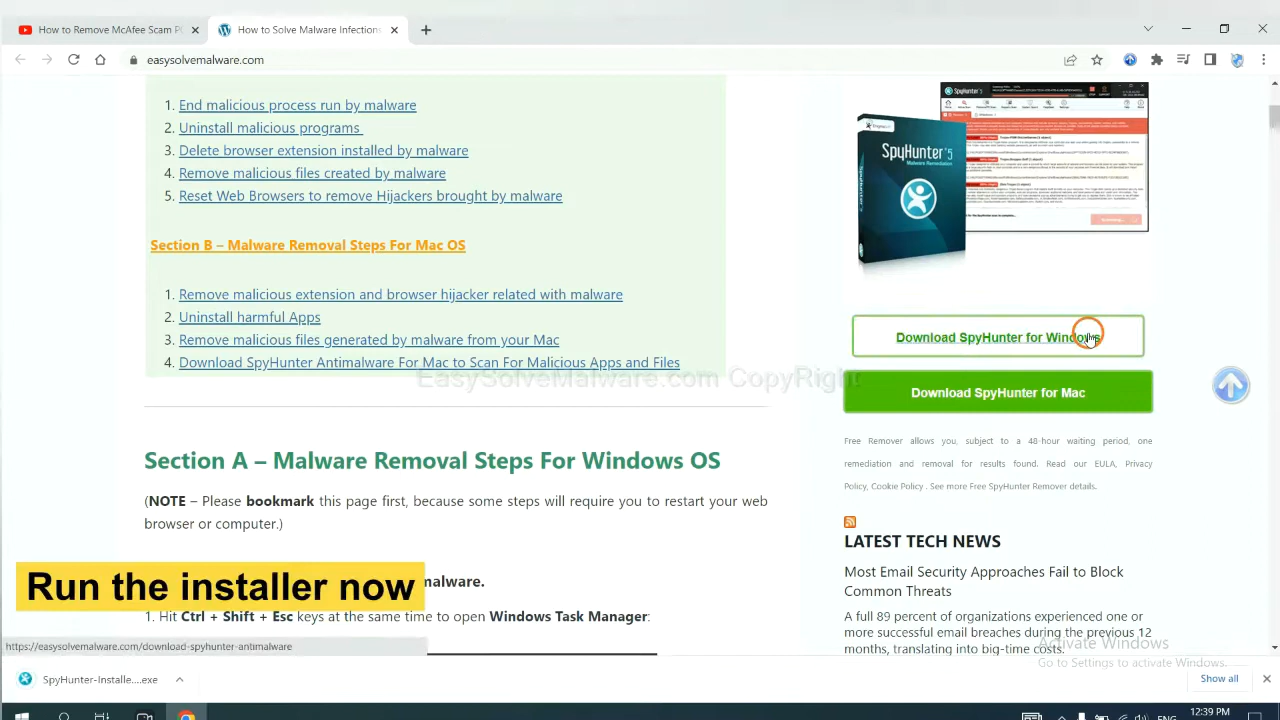 How to Remove McAfee Scam P
How to Solve Malware Infections
easysolvemalware.com
1. End malicious process run by malware
2. Uninstall malicious programs
3. Delete browser installed by malware
4. Remove malicious files created by malware
5. Reset Web Browser brought by malware
Section B – Malware Removal Steps For Mac OS
1. Remove malicious extension and browser hijacker related with malware
2. Uninstall harmful Apps
3. Remove malicious files generated by malware from your Mac
4. Download SpyHunter Antimalware For Mac to Scan For Malicious Apps and Files
EasySolveMalware.com CopyRight
Section A – Malware Removal Steps For Windows OS
(NOTE – Please bookmark this page first, because some steps will require you to restart your web
browser or computer.)
malware.
Run the installer now
1. Hit Ctrl + Shift + Esc keys at the same time to open Windows Task Manager:
https://easysolvemalware.com/download-spyhunter-antimalware
SpyHunter 5
SpyHunter 5
Malware Remediation
Download SpyHunter for Windows
Download SpyHunter for Mac
Free Remover allows you, subject to a 48-hour waiting period, one
remediation and removal for results found. Read our EULA, Privacy
Policy, Cookie Policy . See more Free SpyHunter Remover details.
LATEST TECH NEWS
Most Email Security Approaches Fail to Block
Common Threats
A full 89 percent of organizations experienced one or
more successful email breaches during the previous 12
months, translating into big-time costs.
Activate Windows
Go to Settings to activate Windows.
SpyHunter-Installe....exe
Show all
ENG
12:39 PM